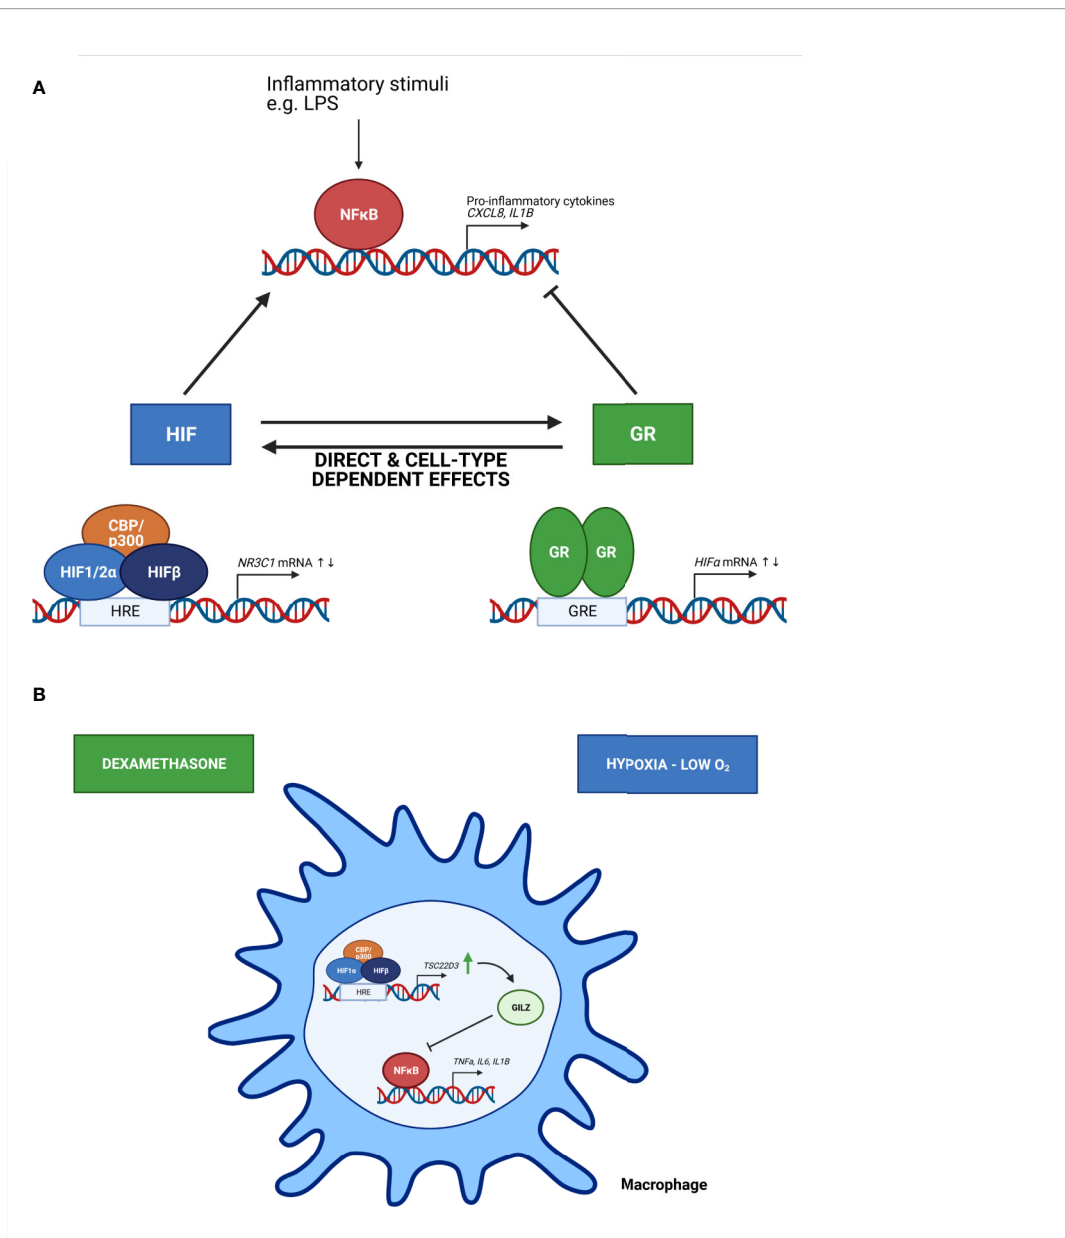 A
Inflammatory stimuli
e.g. LPS
NFκB
Pro-inflammatory cytokines
CXCL8, IL1B
HIF
GR
DIRECT & CELL-TYPE
DEPENDENT EFFECTS
CBP/
p300
HIF1/2α
HIFβ
HRE
NR3C1 mRNA ↑↓
GR
GR
GRE
HIFα mRNA ↑↓
B
DEXAMETHASONE
HYPOXIA - LOW O₂
CBP/
p300
HIF1α
HIFβ
HRE
TSC22D3
GILZ
NFκB
TNFa, IL6, IL1B
Macrophage